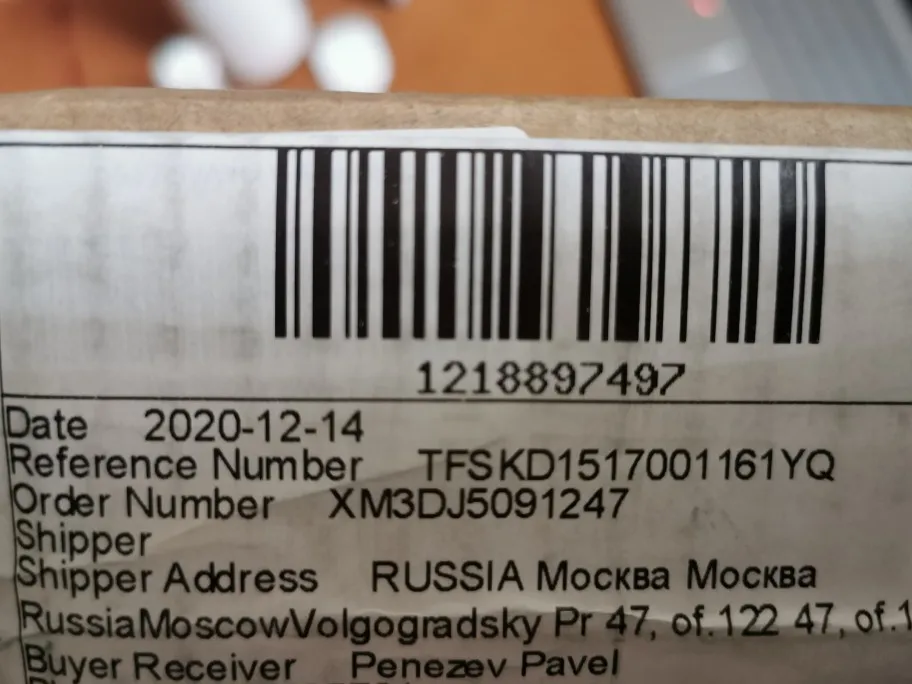 1218897497
Date 2020-12-14
Reference Number TFSKD1517001161YQ
Order Number XM3DJ5091247
Shipper
Shipper Address RUSSIA Москва Москва
RussiaMoscowVolgogradsky Pr 47, of.122 47, of.1
Buyer Receiver Penezev Pavel